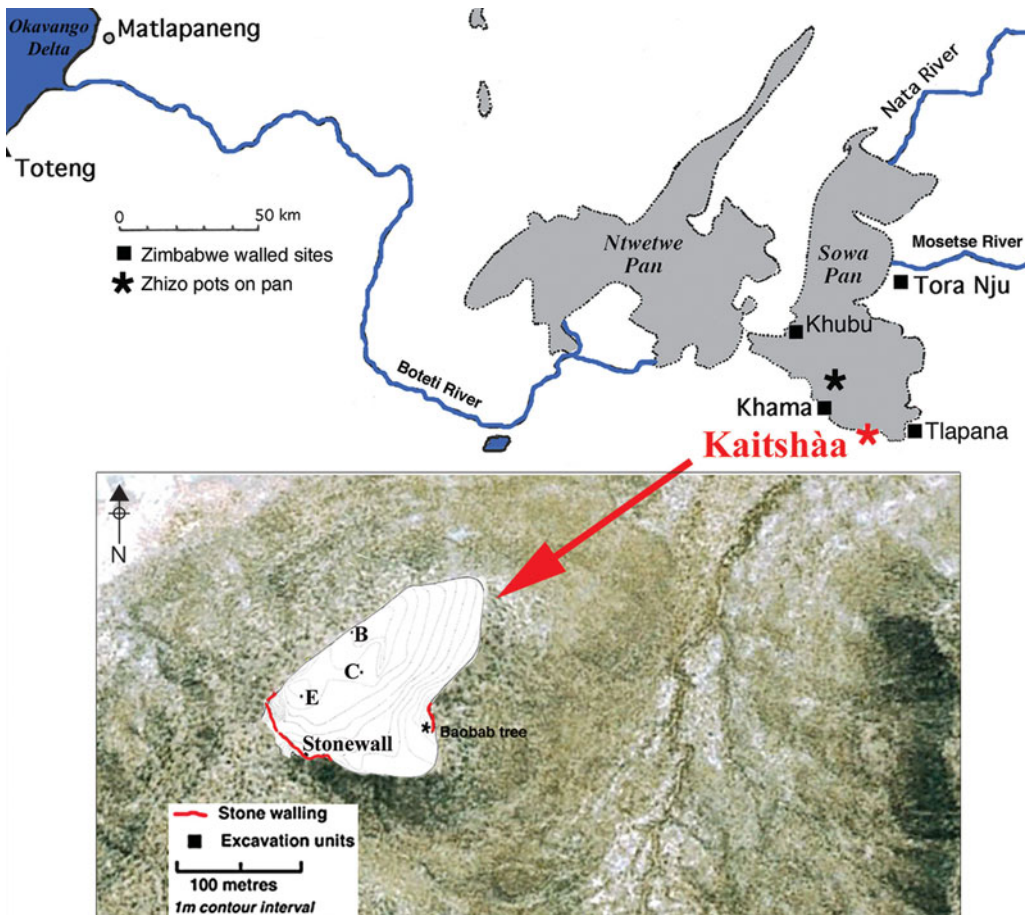 Okavango
Delta
Matlapaneng
Toteng
0 50 km
Zimbabwe walled sites
Zhizo pots on pan
Boteti River
Ntwetwe
Pan
Nata River
Sowa
Pan
Mosetse River
Tora Nju
Khubu
Khama
Tlapana
Kaitshàa
N
B
C
E
Stonewall
Baobab tree
Stone walling
Excavation units
100 metres
1m contour interval